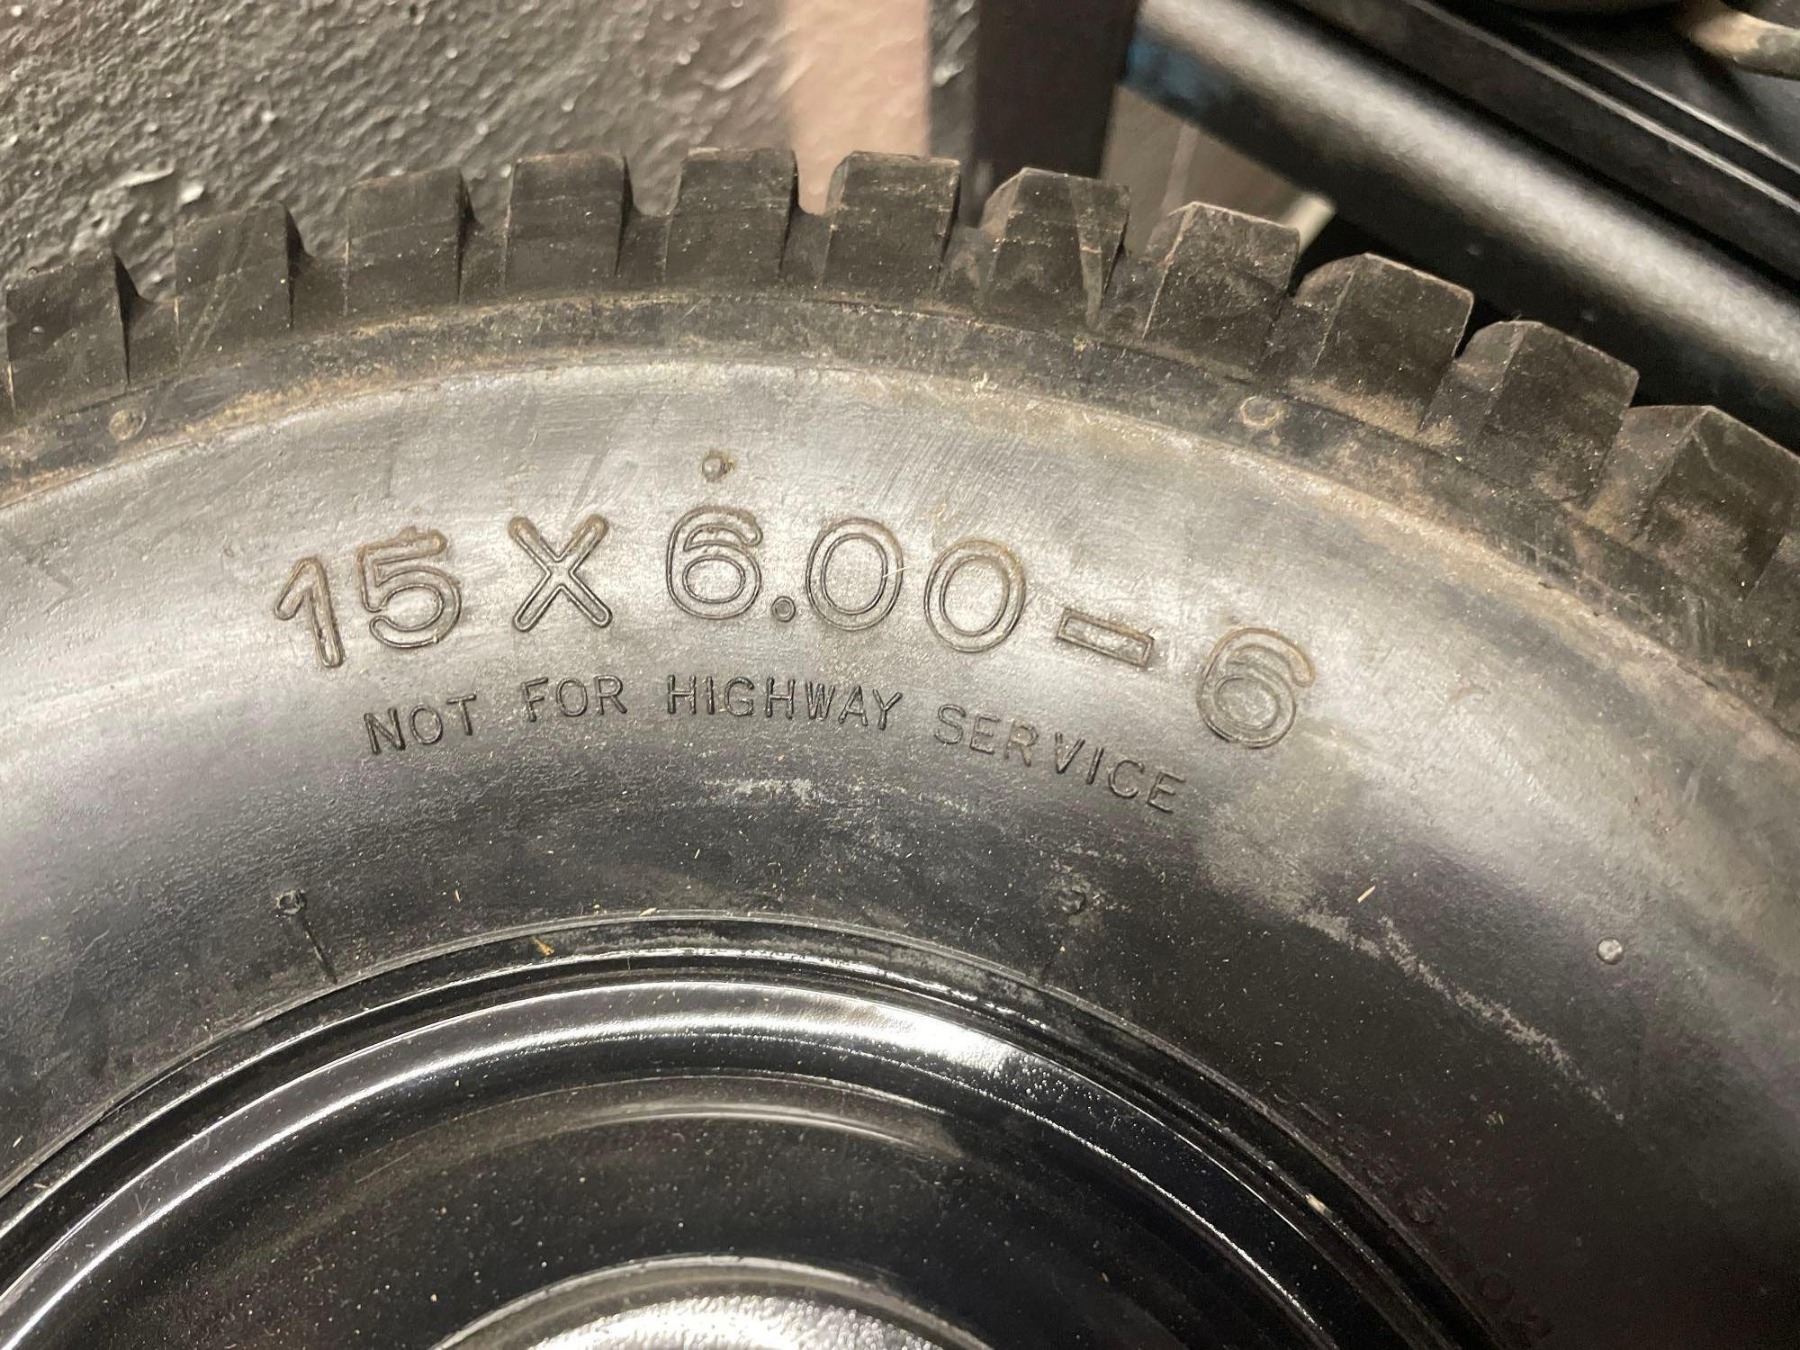 15 X 6.00-6
NOT FOR HIGHWAY SERVICE